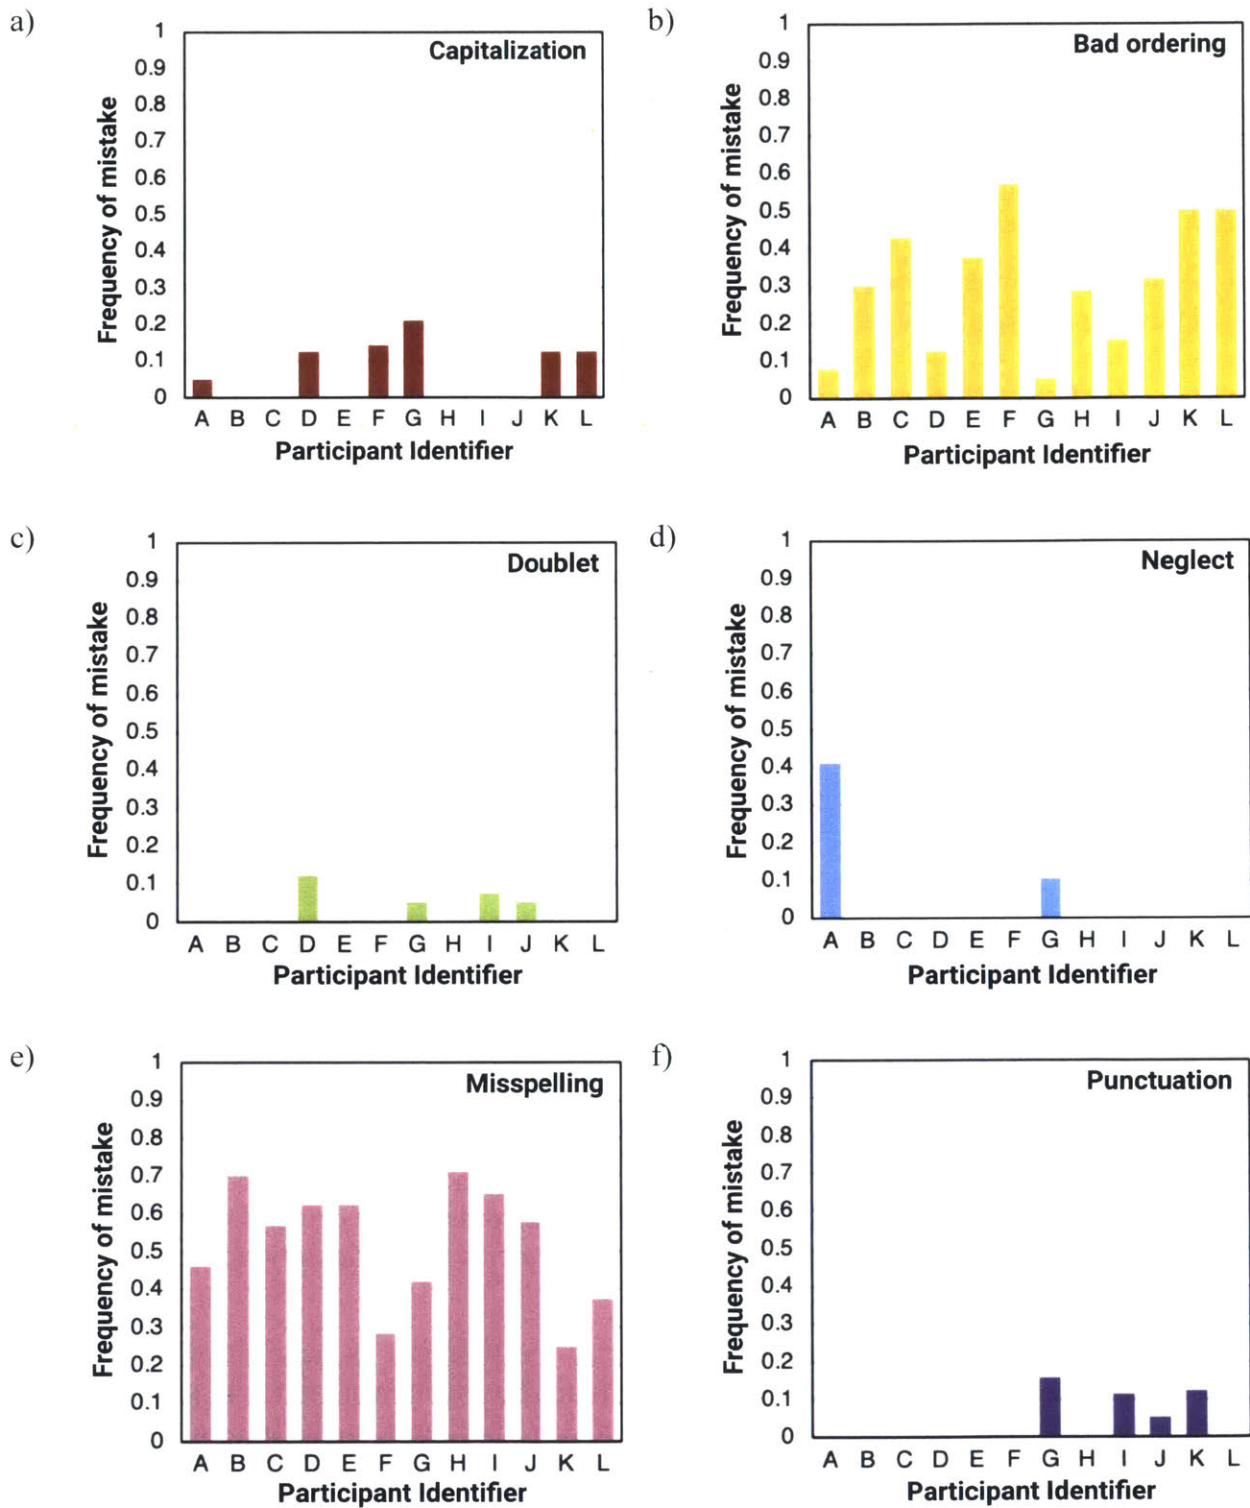 a)
Capitalization
Frequency of mistake
1
0.9
0.8
0.7
0.6
0.5
0.4
0.3
0.2
0.1
0
A B C D E F G H I J K L
Participant Identifier
b)
Bad ordering
Frequency of mistake
1
0.9
0.8
0.7
0.6
0.5
0.4
0.3
0.2
0.1
0
A B C D E F G H I J K L
Participant Identifier
c)
Doublet
Frequency of mistake
1
0.9
0.8
0.7
0.6
0.5
0.4
0.3
0.2
0.1
0
A B C D E F G H I J K L
Participant Identifier
d)
Neglect
Frequency of mistake
1
0.9
0.8
0.7
0.6
0.5
0.4
0.3
0.2
0.1
0
A B C D E F G H I J K L
Participant Identifier
e)
Misspelling
Frequency of mistake
1
0.9
0.8
0.7
0.6
0.5
0.4
0.3
0.2
0.1
0
A B C D E F G H I J K L
Participant Identifier
f)
Punctuation
Frequency of mistake
1
0.9
0.8
0.7
0.6
0.5
0.4
0.3
0.2
0.1
0
A B C D E F G H I J K L
Participant Identifier